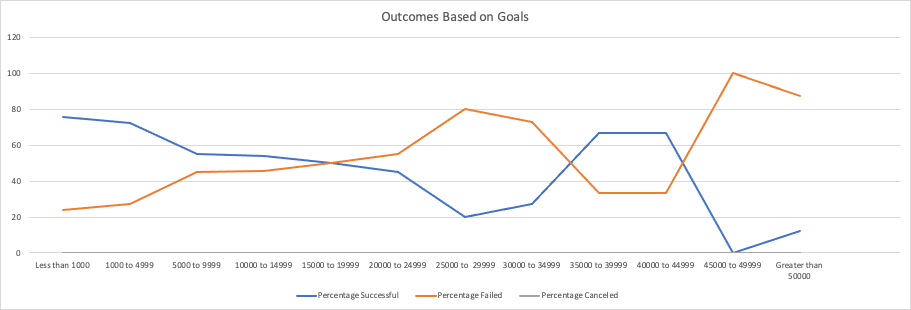 Outcomes Based on Goals
120
100
80
60
40
20
0
Less than 1000 1000 to 4999 5000 to 9999 10000 to 14999 15000 to 19999 20000 to 24999 25000 to 29999 30000 to 34999 35000 to 39999 40000 to 44999 45000 to 49999 Greater than
50000
Percentage Successful Percentage Failed Percentage Canceled